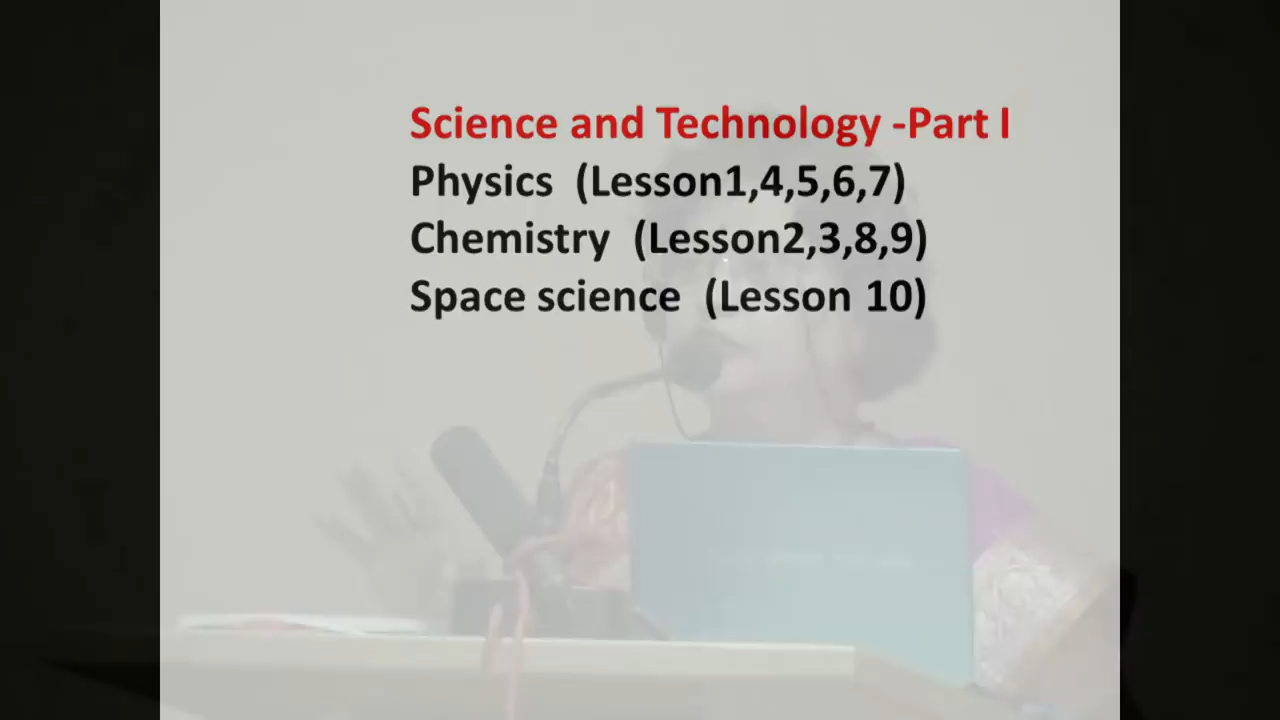 Science and Technology -Part I
Physics (Lesson1,4,5,6,7)
Chemistry (Lesson2,3,8,9)
Space science (Lesson 10)